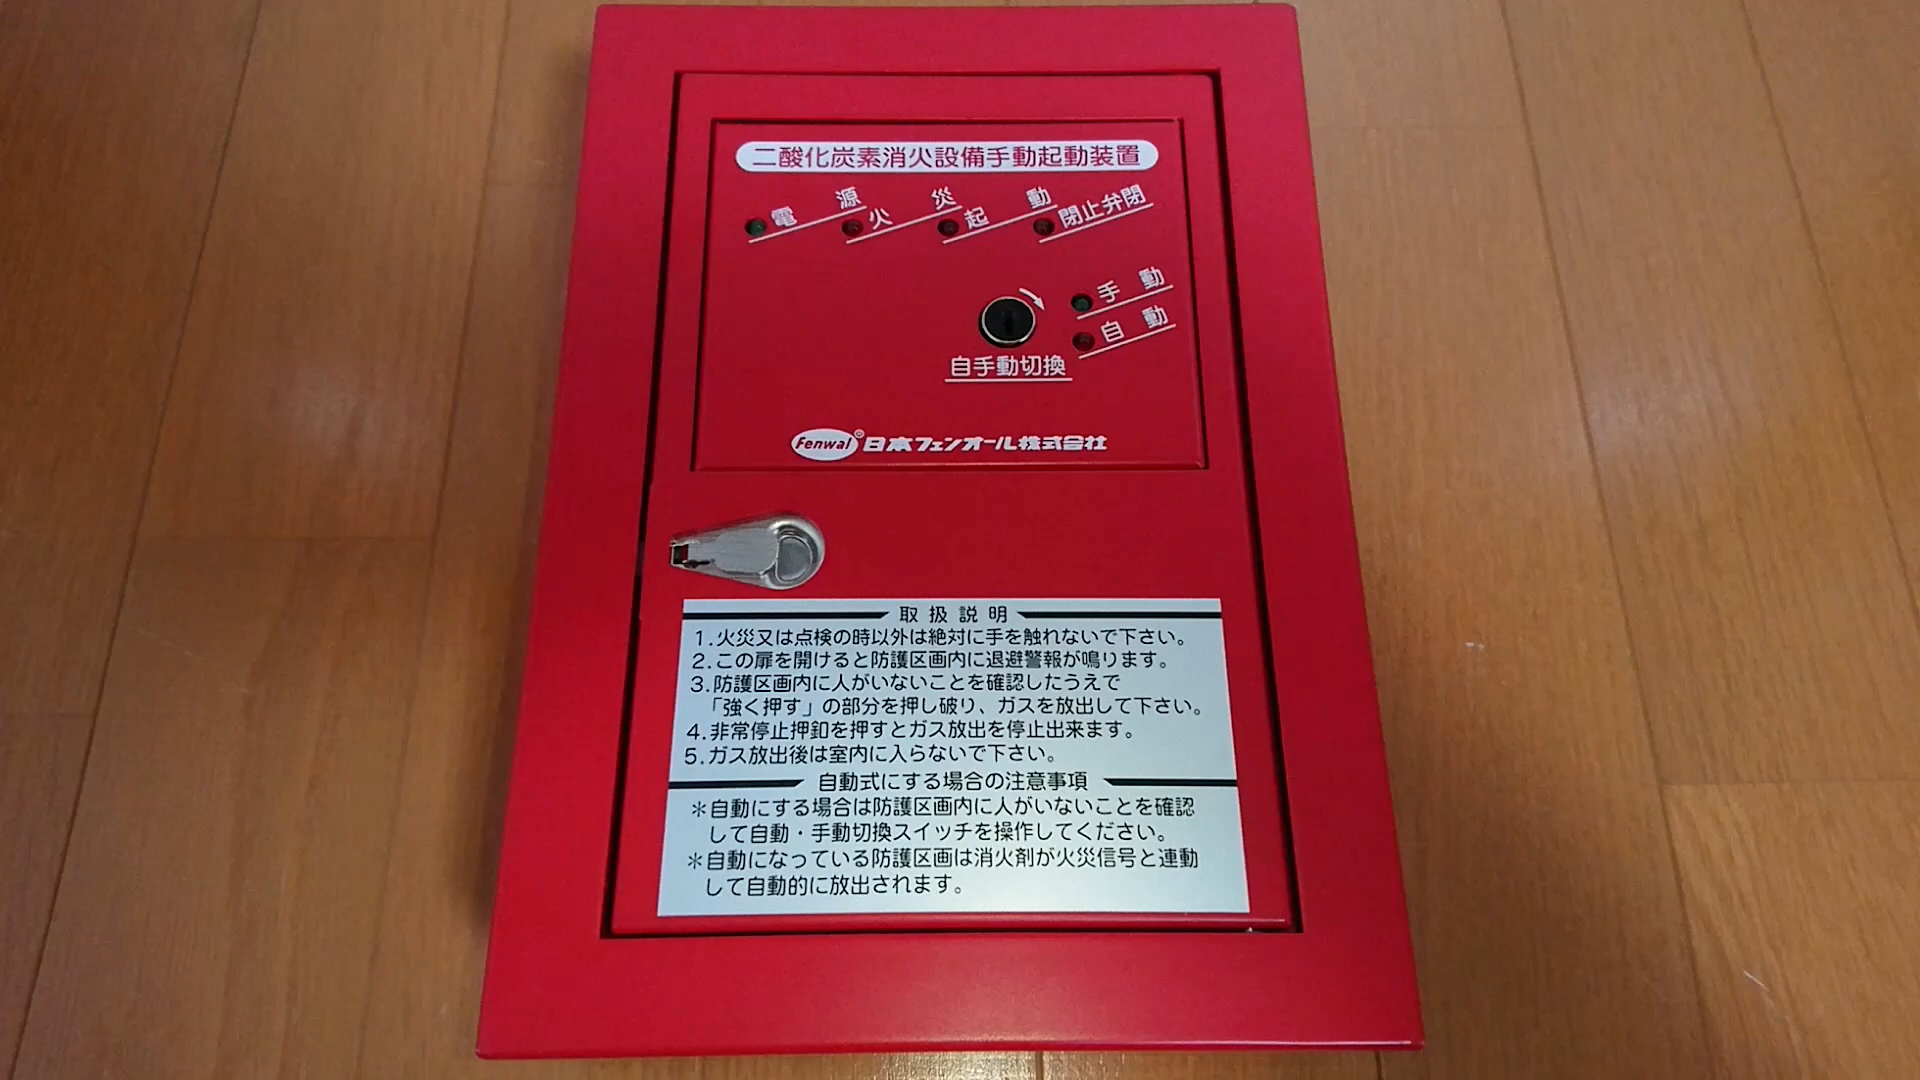 二酸化炭素消火設備手動起動装置
電源 火災 起動 閉止弁閉
手動
自動
自手動切換
Fenwal® 日本フェンオール株式会社
取扱説明
1.火災又は点検の時以外は絶対に手を触れないで下さい。
2.この扉を開けると防護区画内に退避警報が鳴ります。
3.防護区画内に人がいないことを確認したうえで
「強く押す」の部分を押し破り、ガスを放出して下さい。
4.非常停止押釦を押すとガス放出を停止出来ます。
5.ガス放出後は室内に入らないで下さい。
自動式にする場合の注意事項
＊自動にする場合は防護区画内に人がいないことを確認
して自動・手動切換スイッチを操作してください。
＊自動になっている防護区画は消火剤が火災信号と連動
して自動的に放出されます。